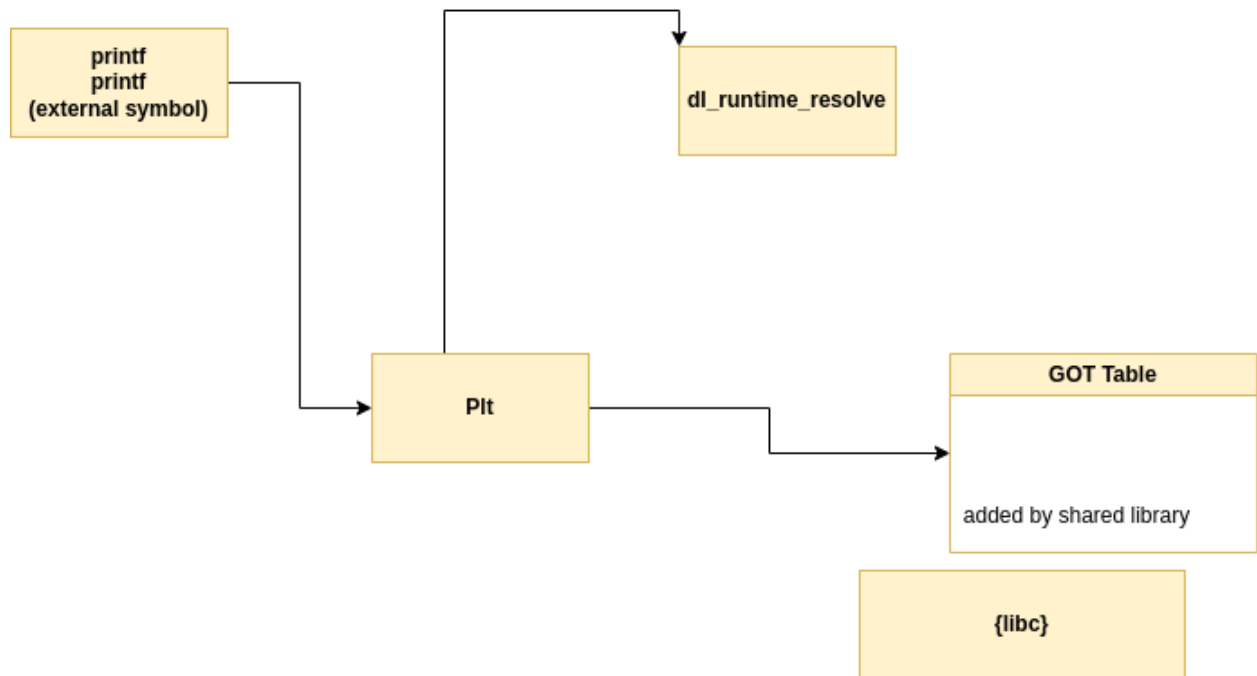 printf
printf
(external symbol)
dl_runtime_resolve
Plt
GOT Table
added by shared library
{libc}